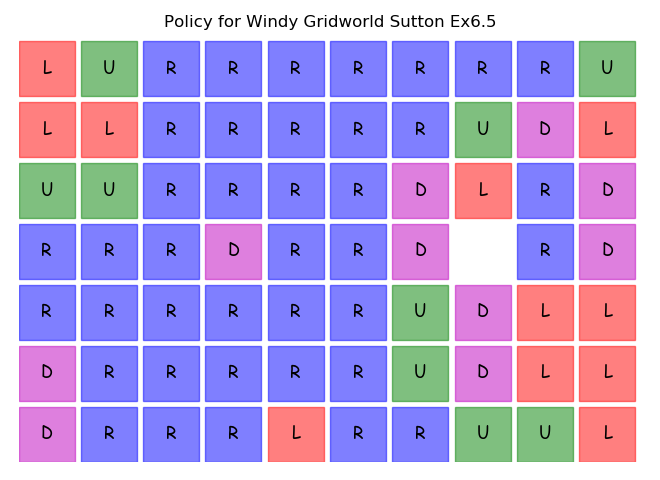 Policy for Windy Gridworld Sutton Ex6.5
L U R R R R R R R U
L L R R R R R U D L
U U R R R R D L R D
R R R D R R D R D
R R R R R R U D L L
D R R R R R U D L L
D R R R L R R U U L